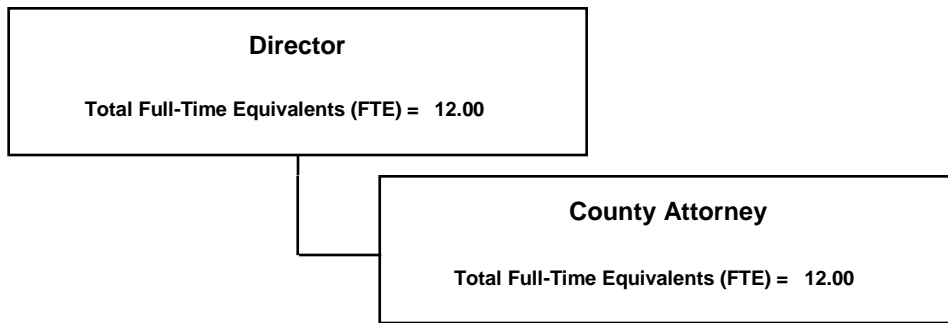 Director
Total Full-Time Equivalents (FTE) = 12.00
County Attorney
Total Full-Time Equivalents (FTE) = 12.00